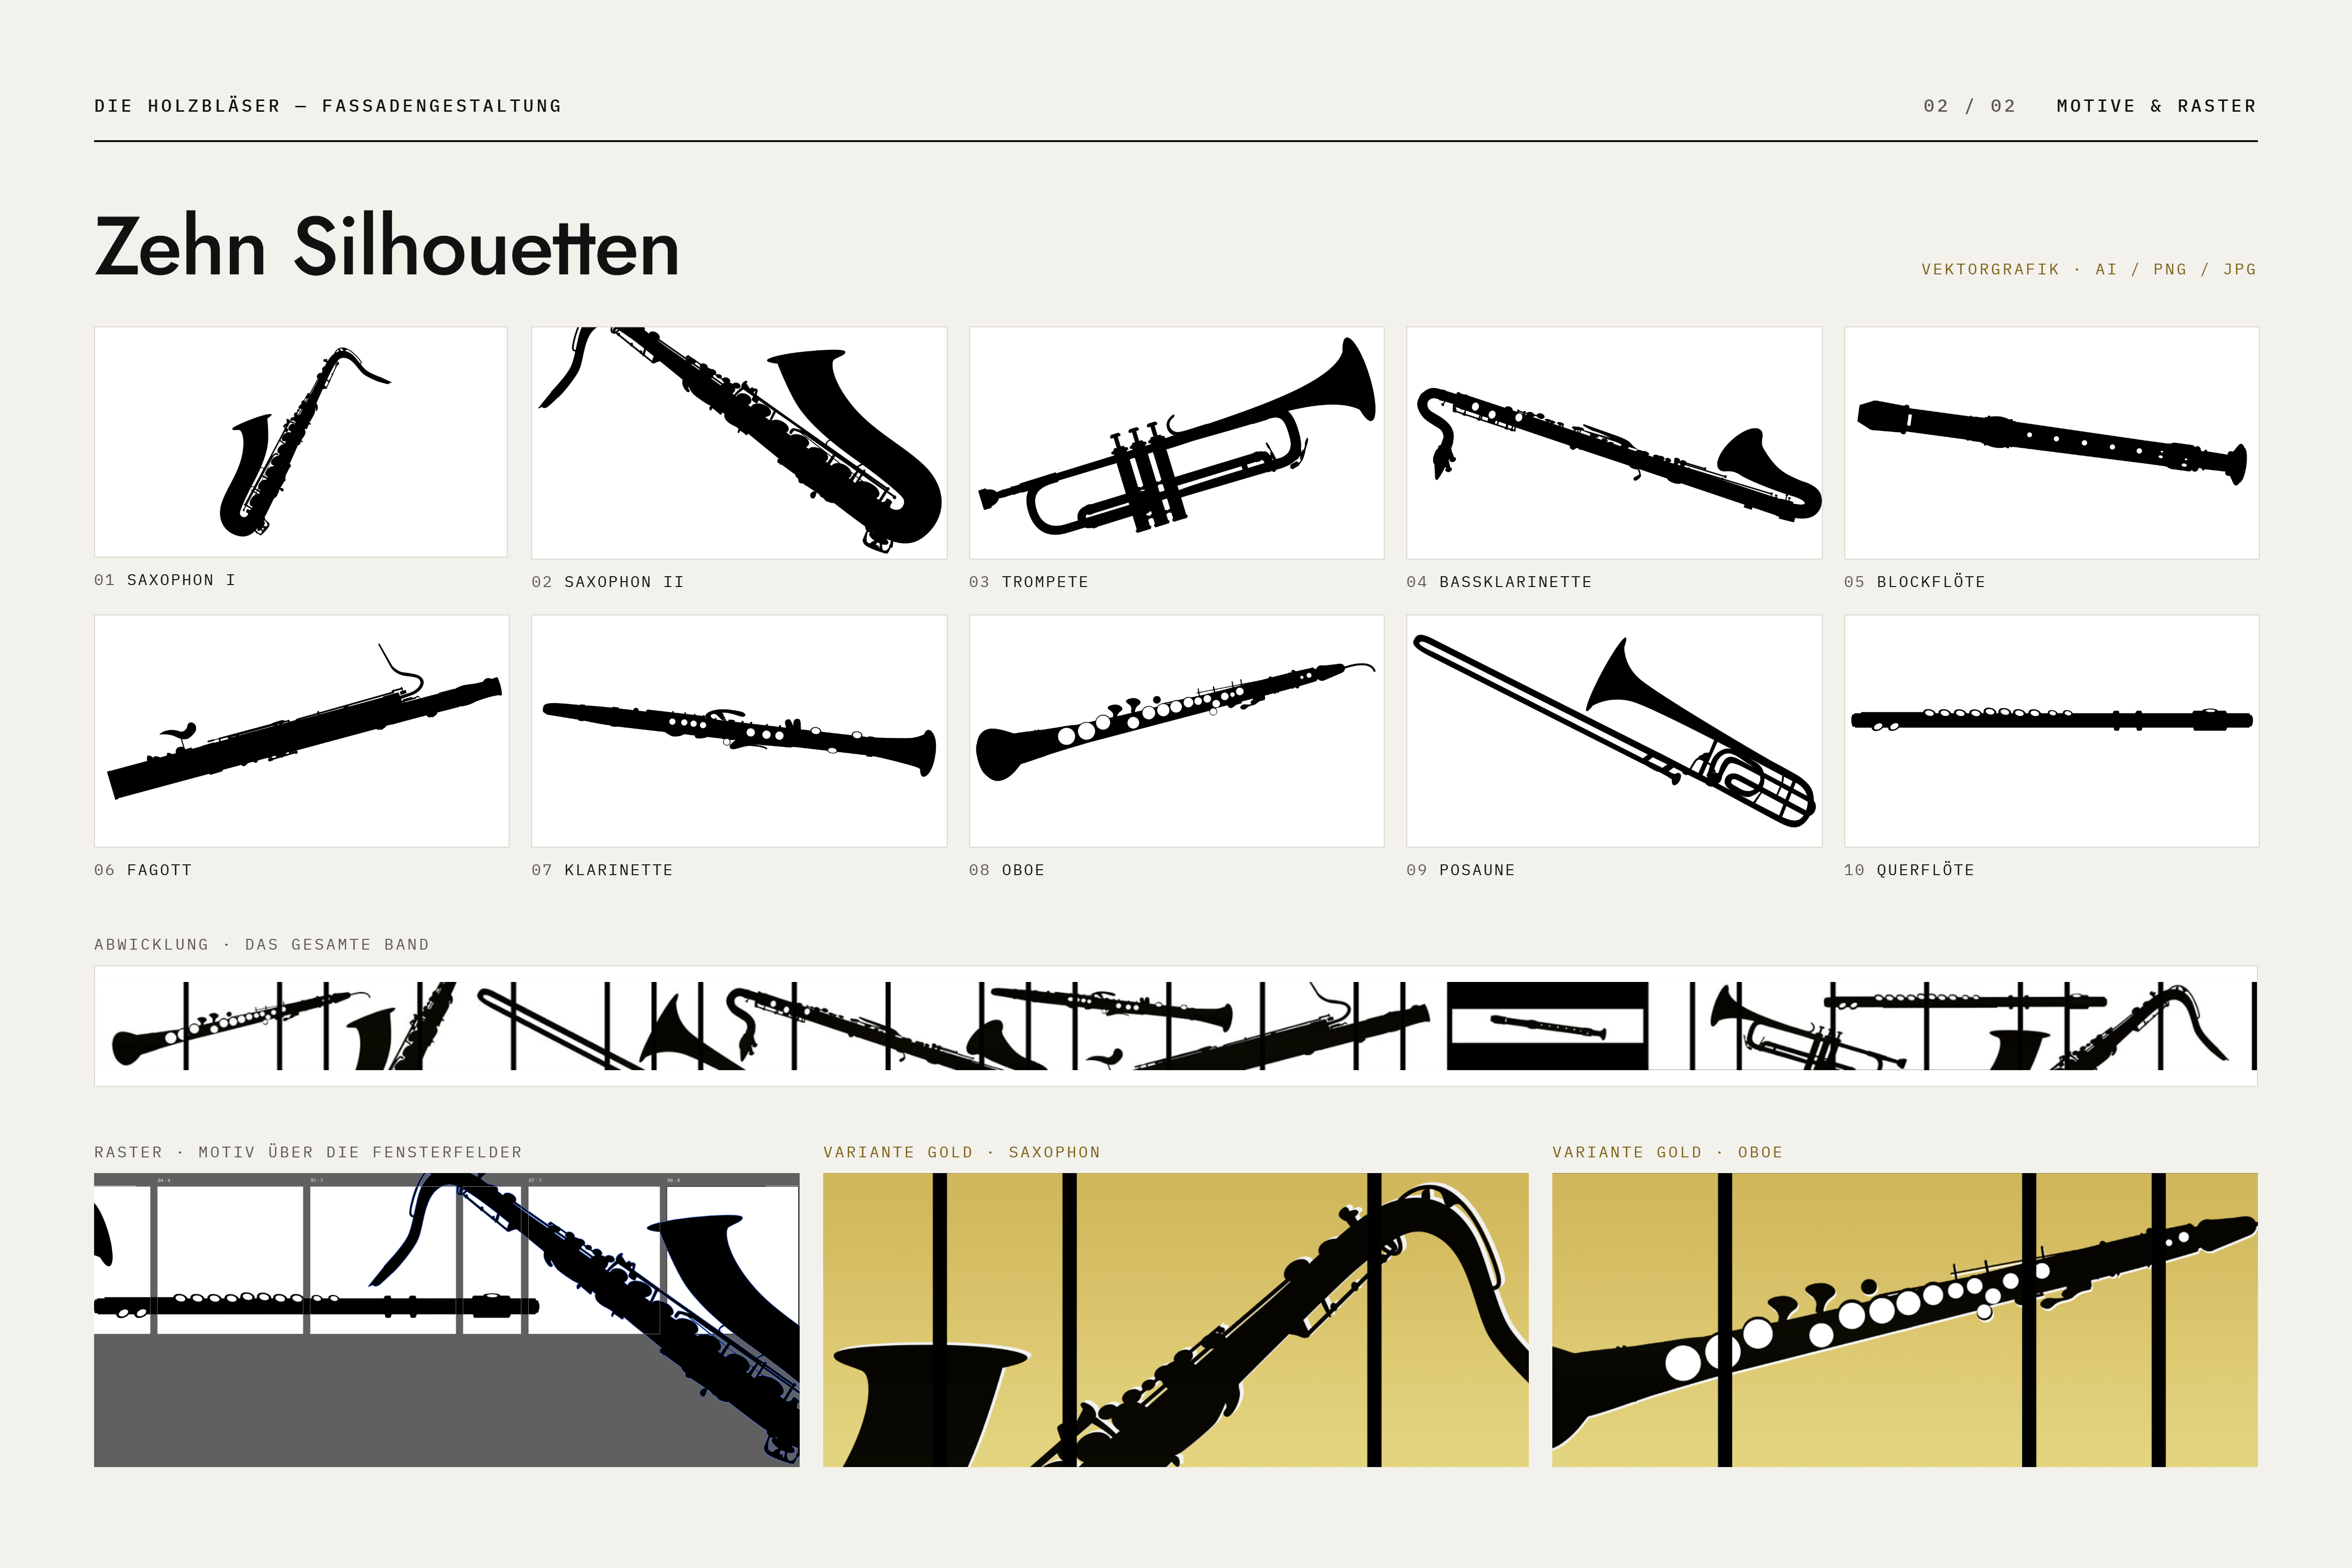 DIE HOLZBLÄSER — FASSADENGESTALTUNG
02 / 02 MOTIVE & RASTER
Zehn Silhouetten
VEKTORGRAFIK · AI / PNG / JPG
01 SAXOPHON I
02 SAXOPHON II
03 TROMPETE
04 BASSKLARINETTE
05 BLOCKFLÖTE
06 FAGOTT
07 KLARINETTE
08 OBOE
09 POSAUNE
10 QUERFLÖTE
ABWICKLUNG · DAS GESAMTE BAND
RASTER · MOTIV ÜBER DIE FENSTERFELDER
VARIANTE GOLD · SAXOPHON
VARIANTE GOLD · OBOE